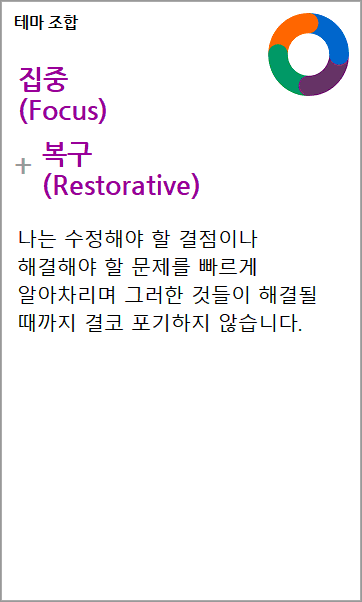 테마 조합
집중
(Focus)
+ 복구
(Restorative)
나는 수정해야 할 결점이나
해결해야 할 문제를 빠르게
알아차리며 그러한 것들이 해결될
때까지 결코 포기하지 않습니다.